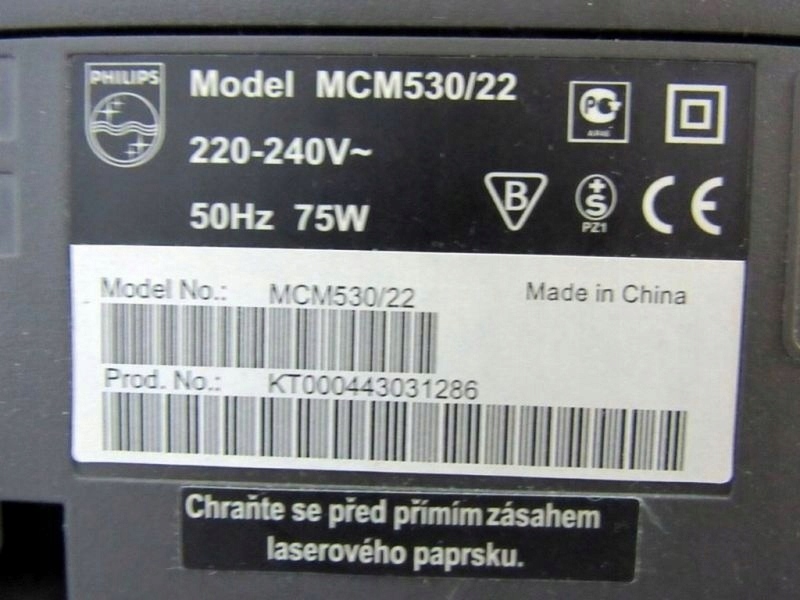 PHILIPS
Model MCM530/22
220-240V~
50Hz 75W
B
S
PZ1
CE
Model No.: MCM530/22
Made in China
Prod. No.: KT000443031286
Chraňte se před přímím zásahem
laserového paprsku.